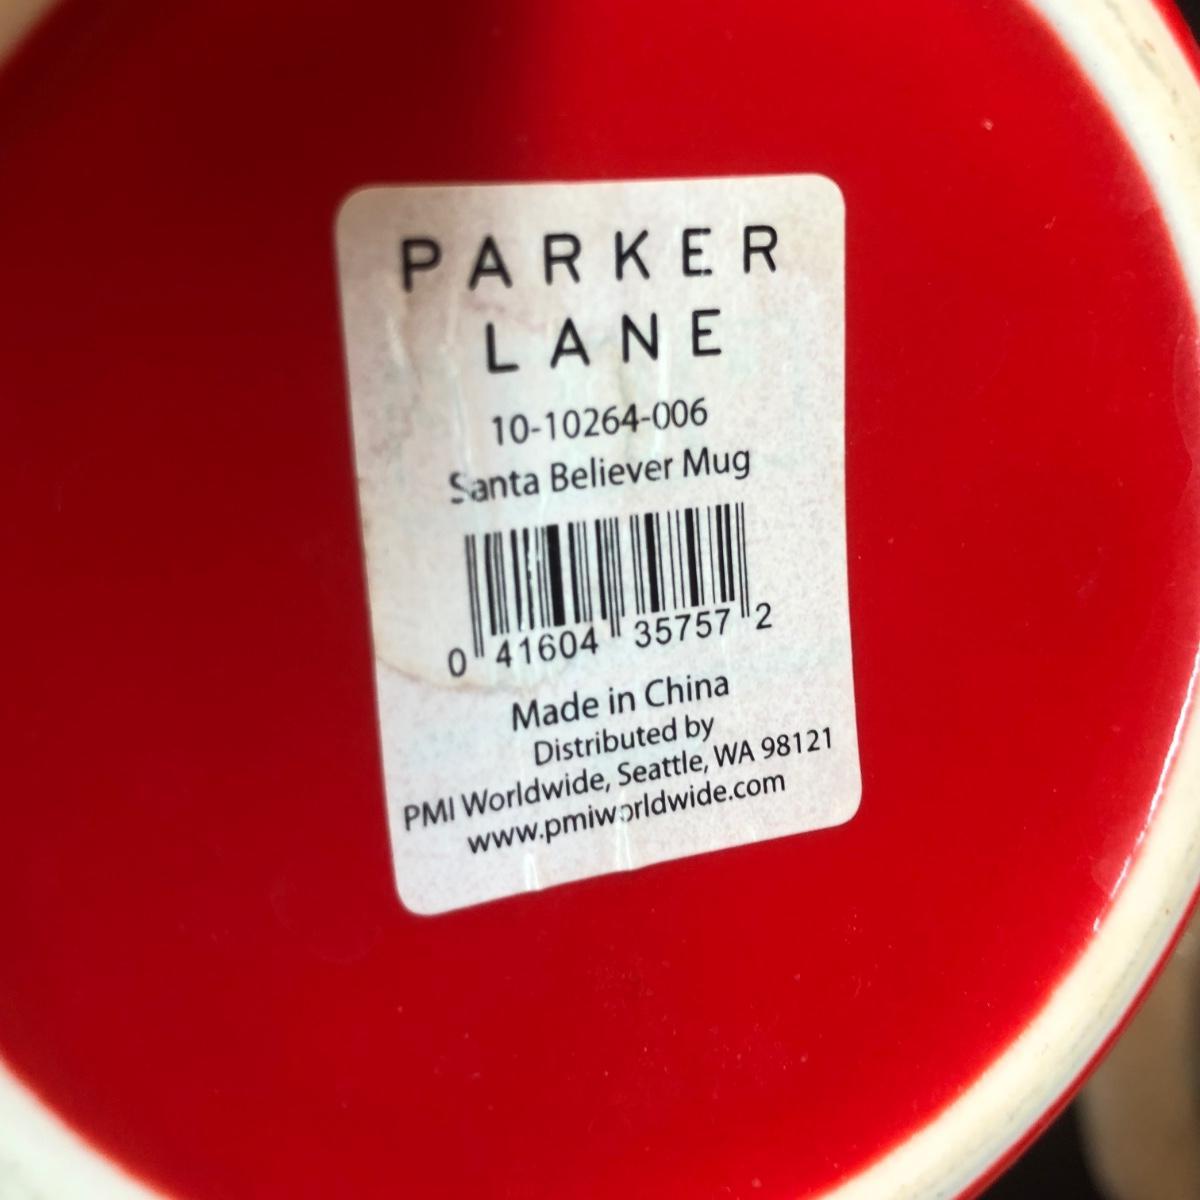 PARKER
LANE
10-10264-006
Santa Believer Mug
0 41604 35757 2
Made in China
Distributed by
PMI Worldwide, Seattle, WA 98121
www.pmiworldwide.com